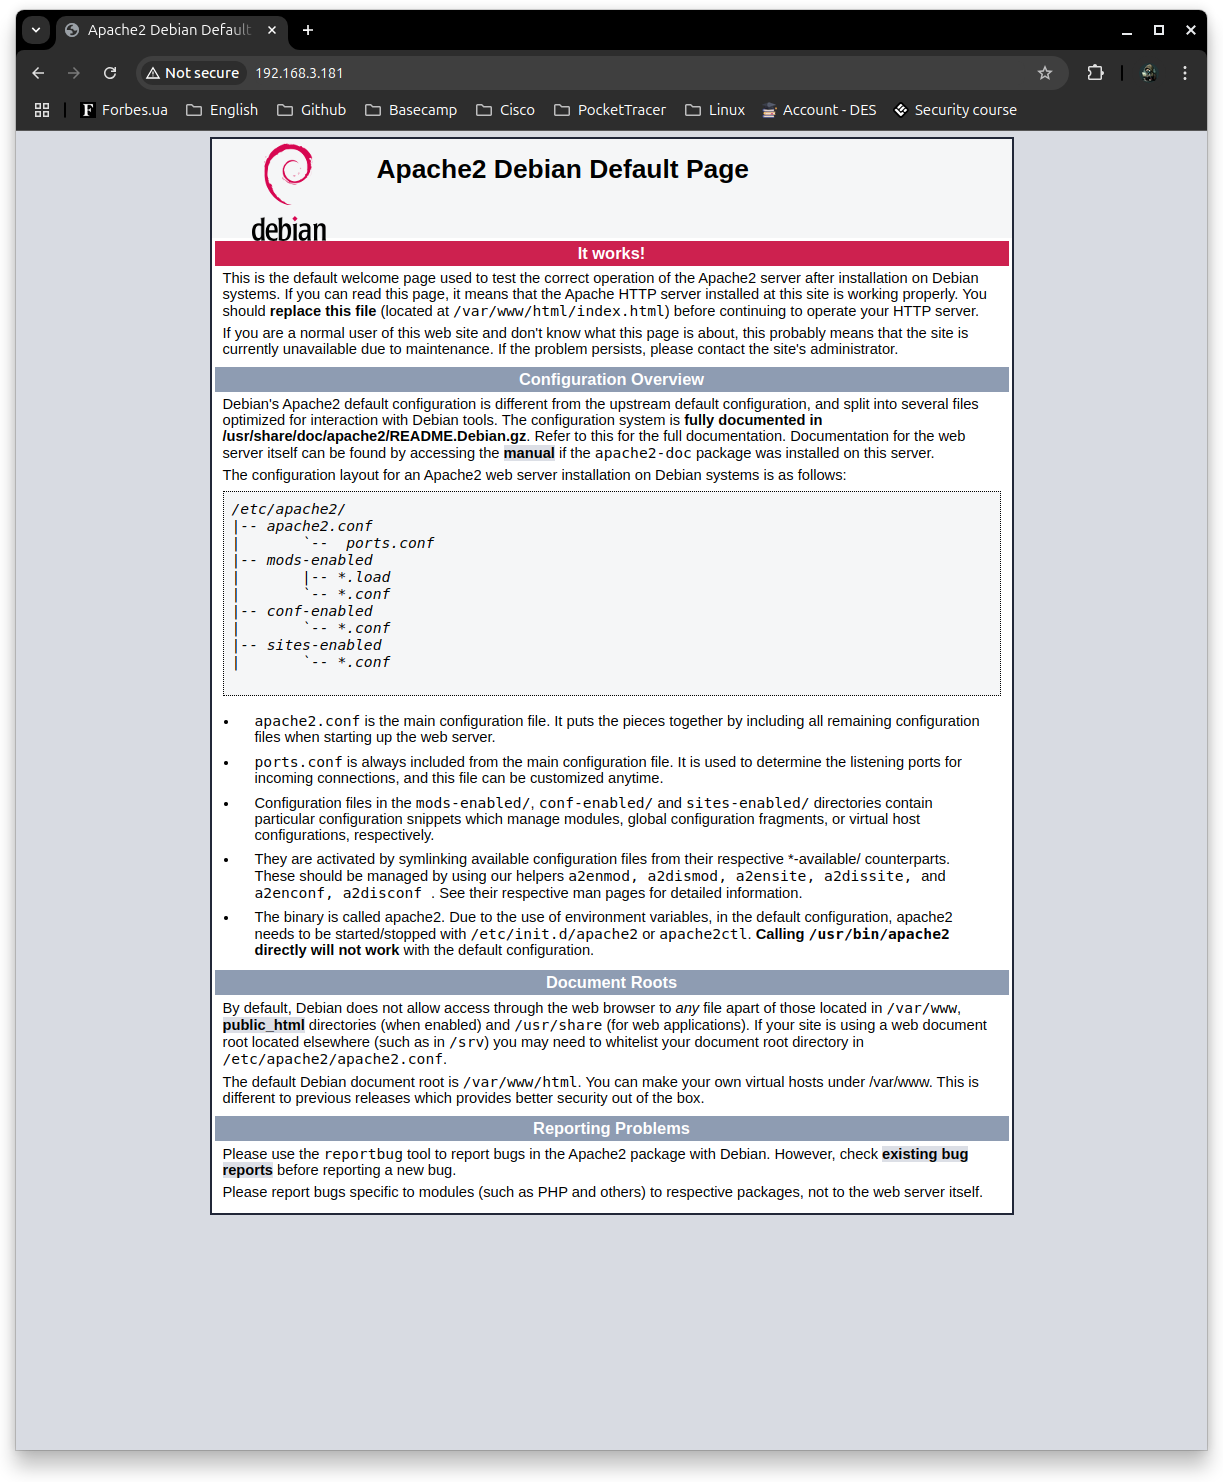 Apache2 Debian Default
Not secure 192.168.3.181
Forbes.ua English Github Basecamp Cisco PocketTracer Linux Account - DES Security course
debian
Apache2 Debian Default Page
It works!
This is the default welcome page used to test the correct operation of the Apache2 server after installation on Debian
systems. If you can read this page, it means that the Apache HTTP server installed at this site is working properly. You
should replace this file (located at /var/www/html/index.html) before continuing to operate your HTTP server.
If you are a normal user of this web site and don't know what this page is about, this probably means that the site is
currently unavailable due to maintenance. If the problem persists, please contact the site's administrator.
Configuration Overview
Debian's Apache2 default configuration is different from the upstream default configuration, and split into several files
optimized for interaction with Debian tools. The configuration system is fully documented in
/usr/share/doc/apache2/README.Debian.gz. Refer to this for the full documentation. Documentation for the web
server itself can be found by accessing the manual if the apache2-doc package was installed on this server.
The configuration layout for an Apache2 web server installation on Debian systems is as follows:
/etc/apache2/
|-- apache2.conf
|       `--  ports.conf
|-- mods-enabled
|       |-- *.load
|       `-- *.conf
|-- conf-enabled
|       `-- *.conf
|-- sites-enabled
|       `-- *.conf
• apache2.conf is the main configuration file. It puts the pieces together by including all remaining configuration
files when starting up the web server.
• ports.conf is always included from the main configuration file. It is used to determine the listening ports for
incoming connections, and this file can be customized anytime.
• Configuration files in the mods-enabled/, conf-enabled/ and sites-enabled/ directories contain
particular configuration snippets which manage modules, global configuration fragments, or virtual host
configurations, respectively.
• They are activated by symlinking available configuration files from their respective *-available/ counterparts.
These should be managed by using our helpers a2enmod, a2dismod, a2ensite, a2dissite, and
a2enconf, a2disconf . See their respective man pages for detailed information.
• The binary is called apache2. Due to the use of environment variables, in the default configuration, apache2
needs to be started/stopped with /etc/init.d/apache2 or apache2ctl. Calling /usr/bin/apache2
directly will not work with the default configuration.
Document Roots
By default, Debian does not allow access through the web browser to any file apart of those located in /var/www,
public_html directories (when enabled) and /usr/share (for web applications). If your site is using a web document
root located elsewhere (such as in /srv) you may need to whitelist your document root directory in
/etc/apache2/apache2.conf.
The default Debian document root is /var/www/html. You can make your own virtual hosts under /var/www. This is
different to previous releases which provides better security out of the box.
Reporting Problems
Please use the reportbug tool to report bugs in the Apache2 package with Debian. However, check existing bug
reports before reporting a new bug.
Please report bugs specific to modules (such as PHP and others) to respective packages, not to the web server itself.